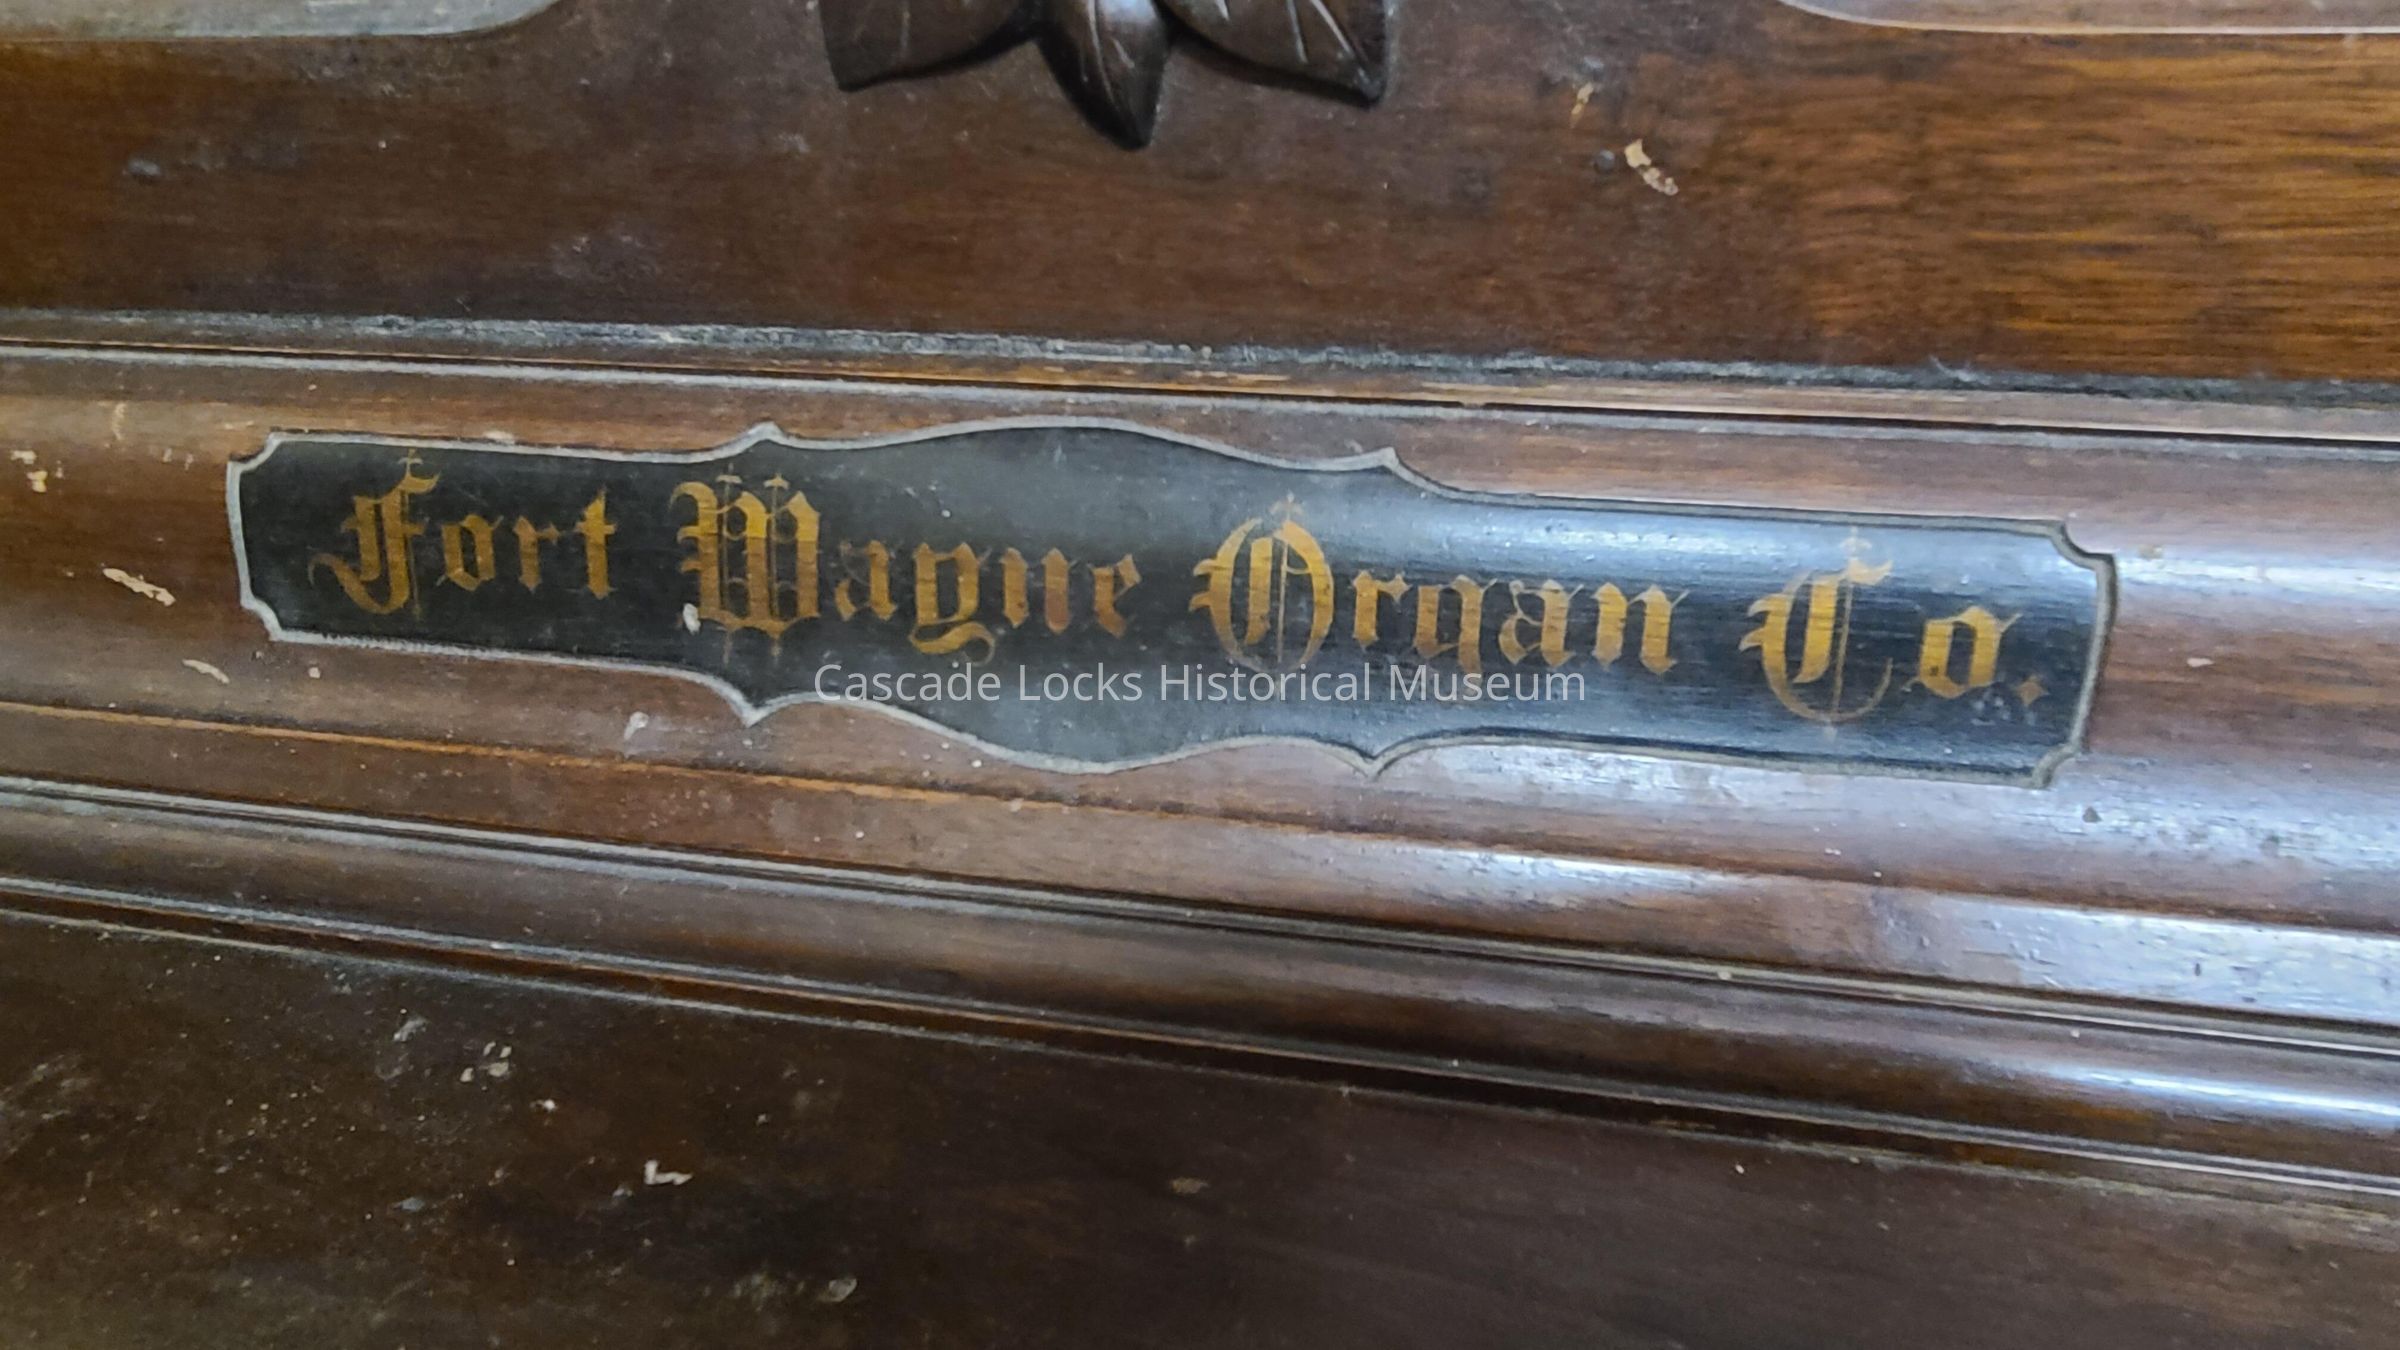 Fort Wayne Organ Co.
Cascade Locks Historical Museum